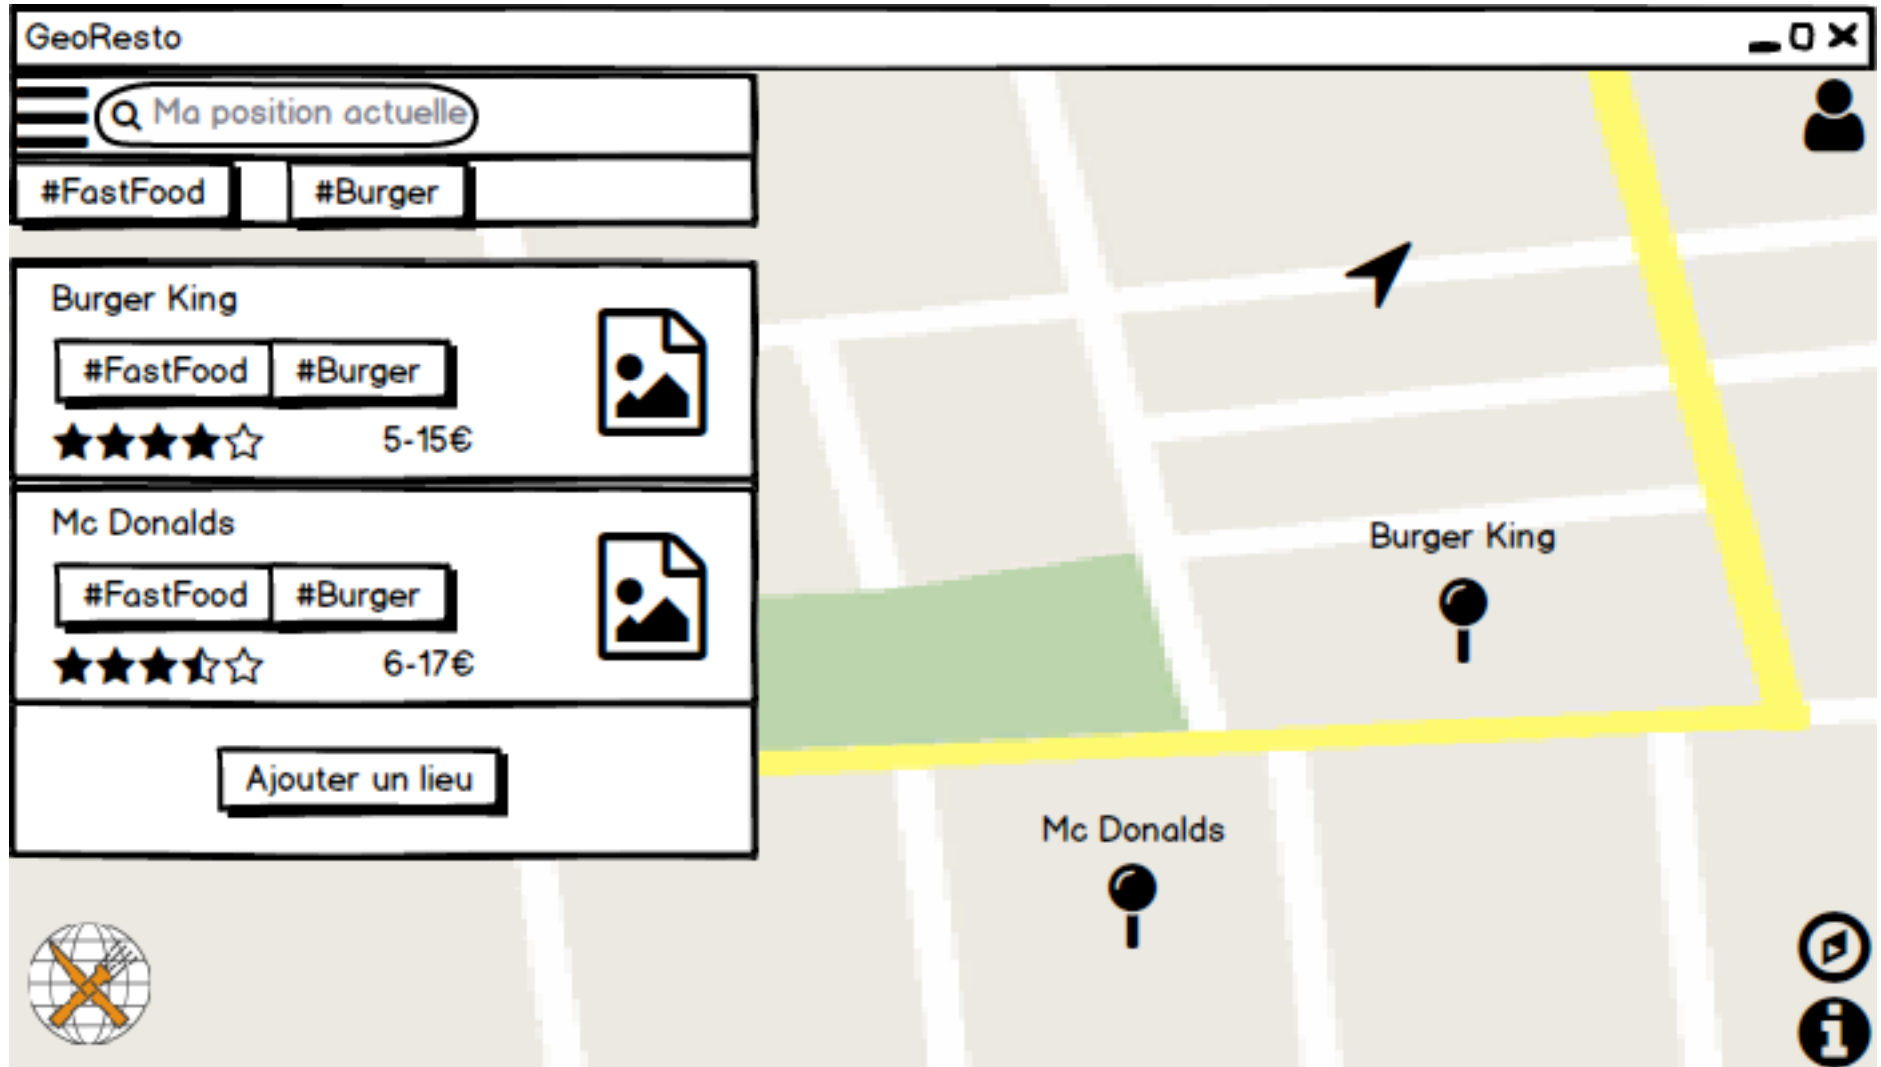 GeoResto
Ma position actuelle
#FastFood #Burger
Burger King
#FastFood #Burger
5-15€
Mc Donalds
#FastFood #Burger
6-17€
Ajouter un lieu
Burger King
Mc Donalds